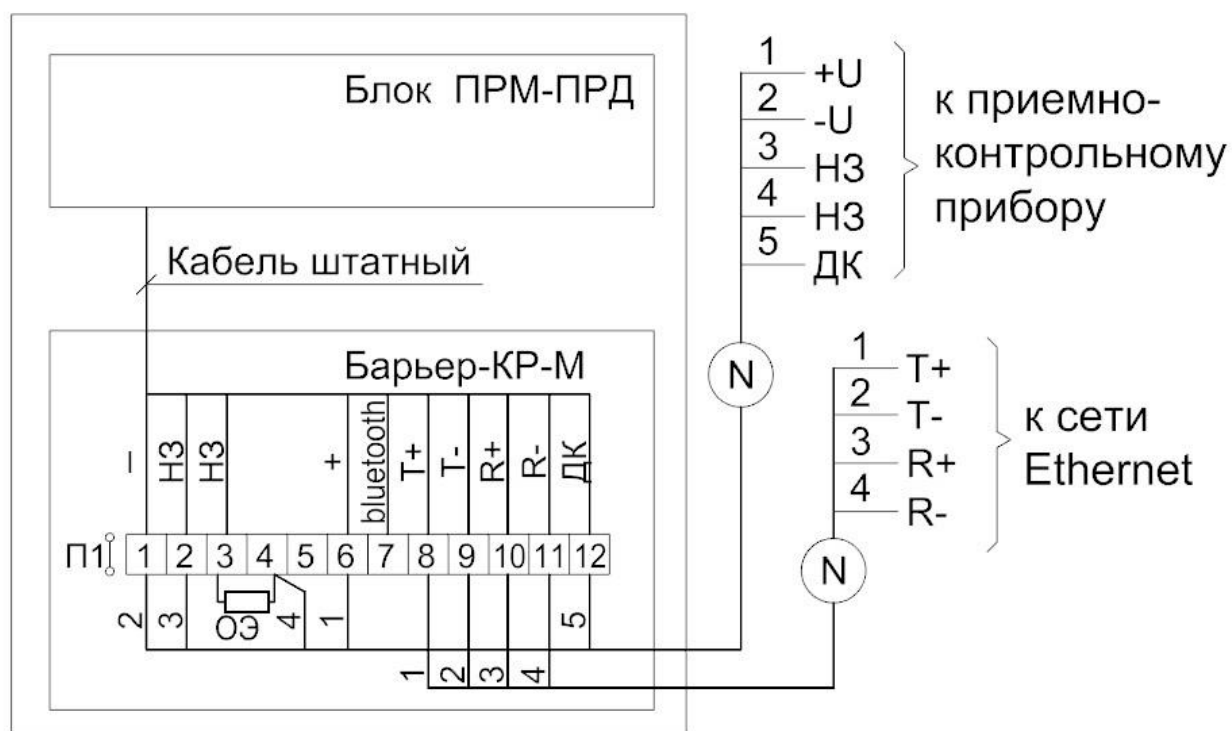 Блок ПРМ-ПРД
Кабель штатный
Барьер-КР-М
–
НЗ
НЗ
+
bluetooth
T+
T-
R+
R-
ДК
П1
1 2 3 4 5 6 7 8 9 10 11 12
2
3
ОЭ
4
1
5
1
2
3
4
1 +U
2 -U
3 НЗ
4 НЗ
5 ДК
к приемно-
контрольному
прибору
N
1 T+
2 T-
3 R+
4 R-
к сети
Ethernet
N